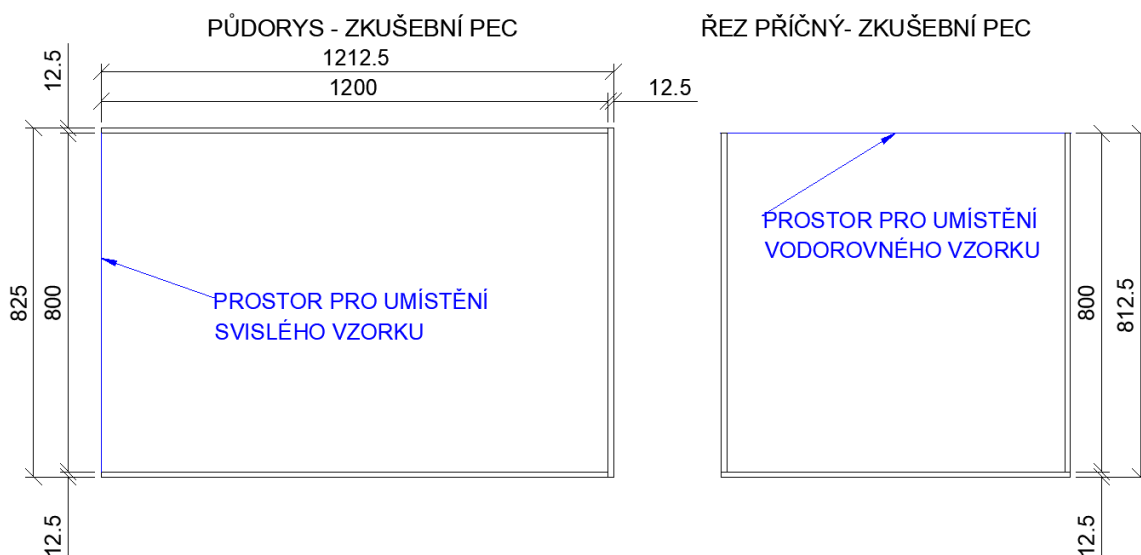 PŮDORYS - ZKUŠEBNÍ PEC
ŘEZ PŘÍČNÝ- ZKUŠEBNÍ PEC
1212.5
12.5
1200
12.5
PROSTOR PRO UMÍSTĚNÍ
VODOROVNÉHO VZORKU
PROSTOR PRO UMÍSTĚNÍ
SVISLÉHO VZORKU
825
800
800
812.5
12.5
12.5